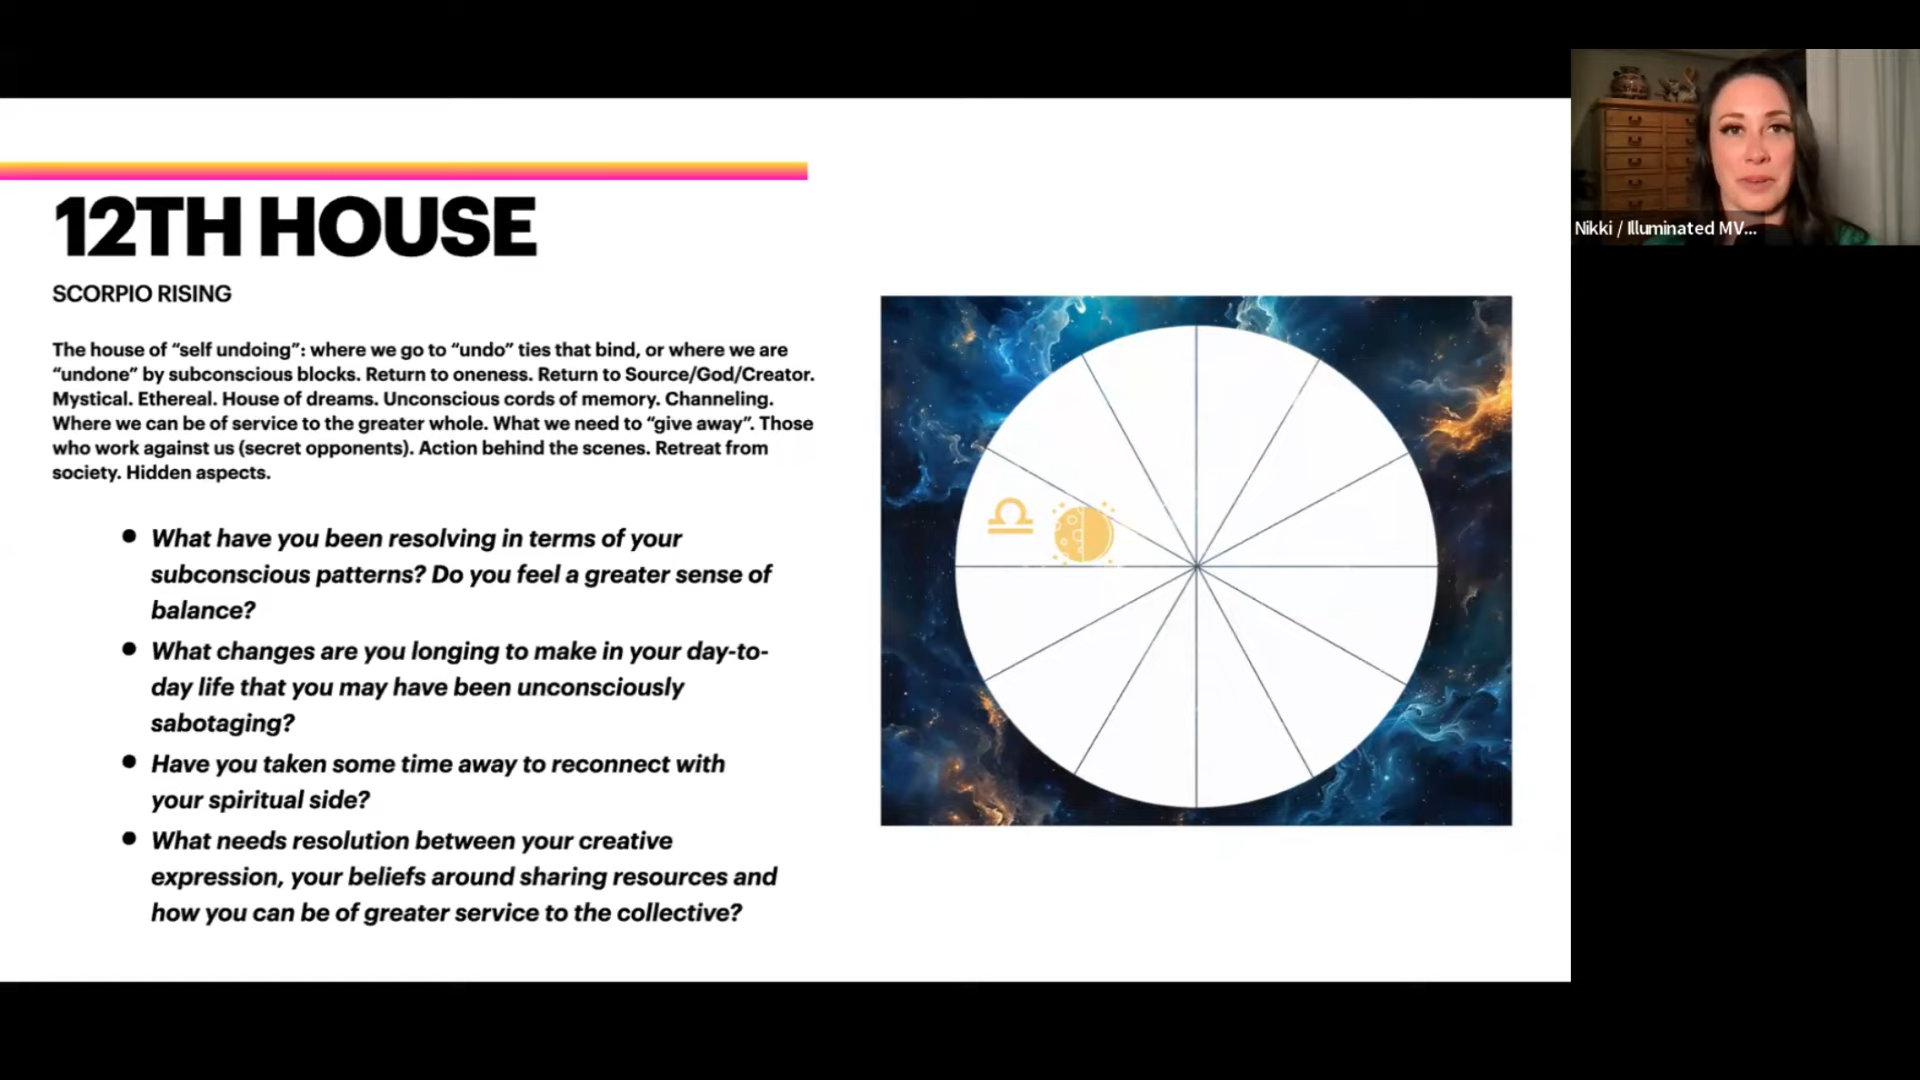 12TH HOUSE
SCORPIO RISING
The house of “self undoing”: where we go to “undo” ties that bind, or where we are
“undone” by subconscious blocks. Return to oneness. Return to Source/God/Creator.
Mystical. Ethereal. House of dreams. Unconscious cords of memory. Channeling.
Where we can be of service to the greater whole. What we need to “give away”. Those
who work against us (secret opponents). Action behind the scenes. Retreat from
society. Hidden aspects.
● What have you been resolving in terms of your
subconscious patterns? Do you feel a greater sense of
balance?
● What changes are you longing to make in your day-to-
day life that you may have been unconsciously
sabotaging?
● Have you taken some time away to reconnect with
your spiritual side?
● What needs resolution between your creative
expression, your beliefs around sharing resources and
how you can be of greater service to the collective?
Nikki / Illuminated MV...